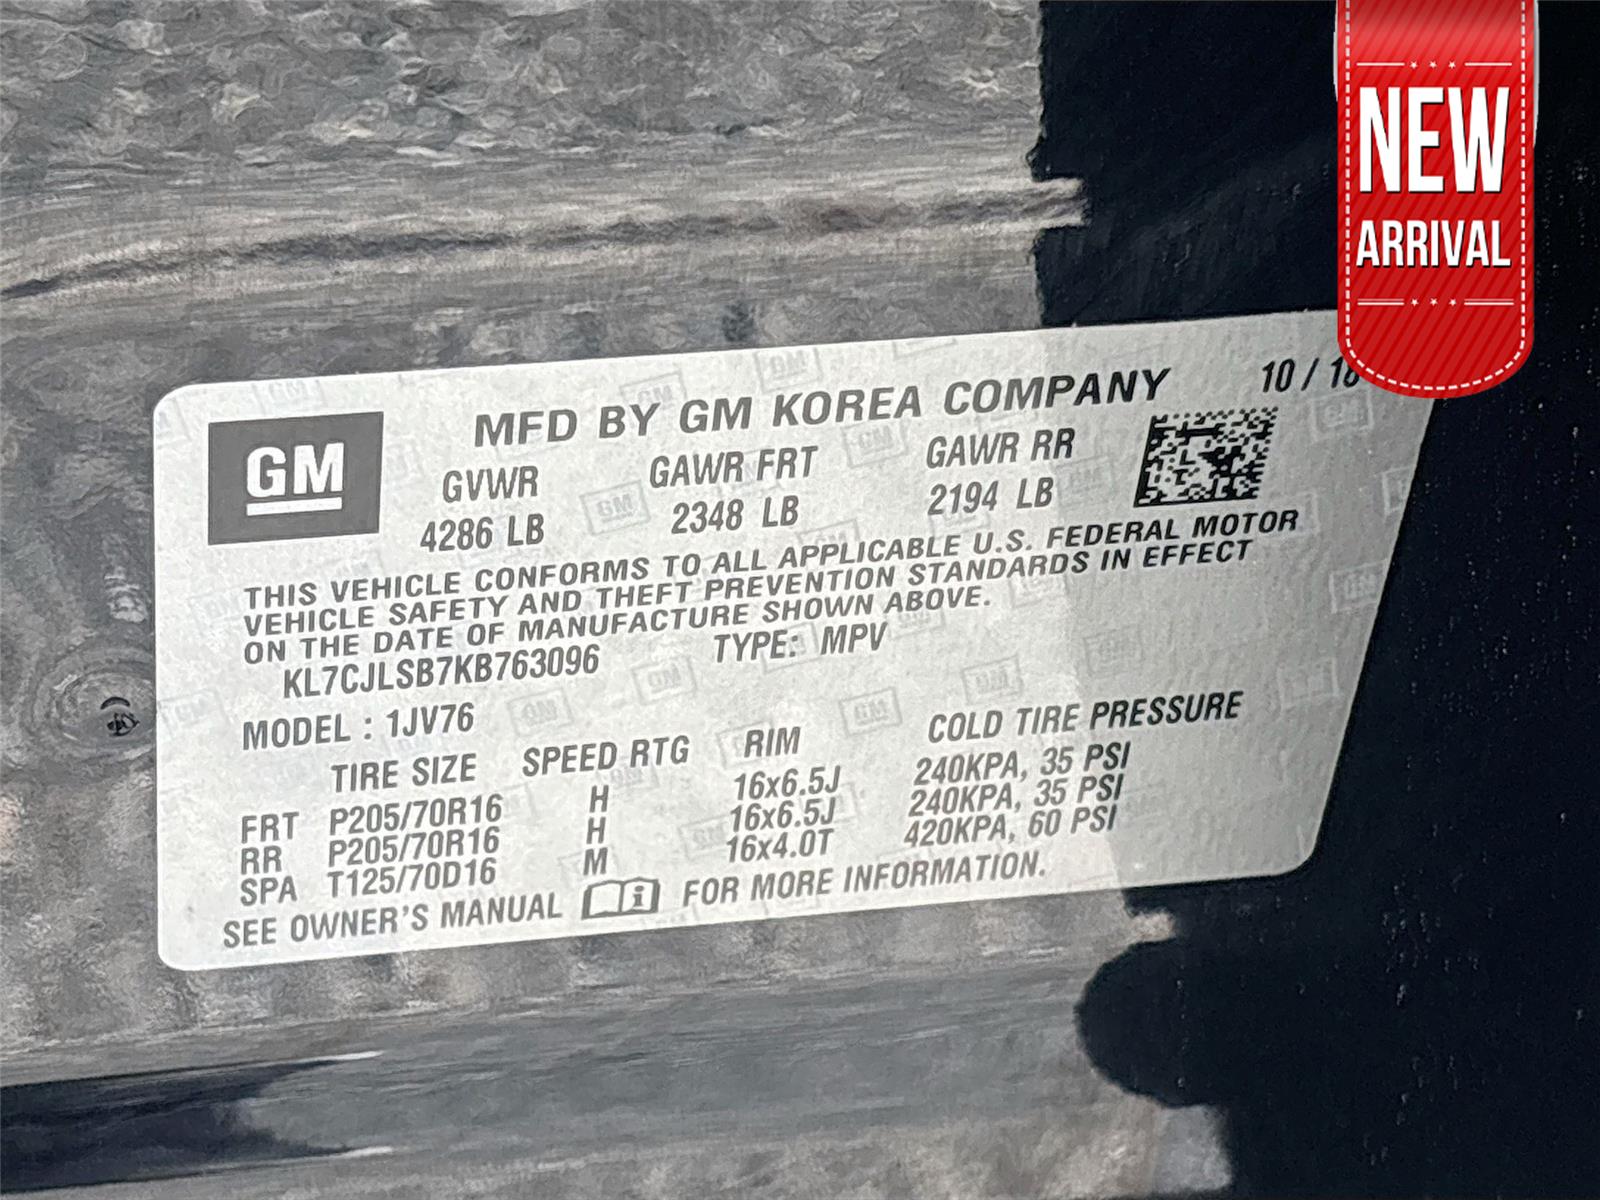 NEW
ARRIVAL
10 / 18
GM
MFD BY GM KOREA COMPANY
GVWR GAWR FRT GAWR RR
4286 LB 2348 LB 2194 LB
THIS VEHICLE CONFORMS TO ALL APPLICABLE U.S. FEDERAL MOTOR
VEHICLE SAFETY AND THEFT PREVENTION STANDARDS IN EFFECT
ON THE DATE OF MANUFACTURE SHOWN ABOVE.
KL7CJLSB7KB763096 TYPE: MPV
MODEL : 1JV76
TIRE SIZE SPEED RTG RIM COLD TIRE PRESSURE
FRT P205/70R16 H 16x6.5J 240KPA, 35 PSI
RR P205/70R16 H 16x6.5J 240KPA, 35 PSI
SPA T125/70D16 M 16x4.0T 420KPA, 60 PSI
SEE OWNER'S MANUAL FOR MORE INFORMATION.